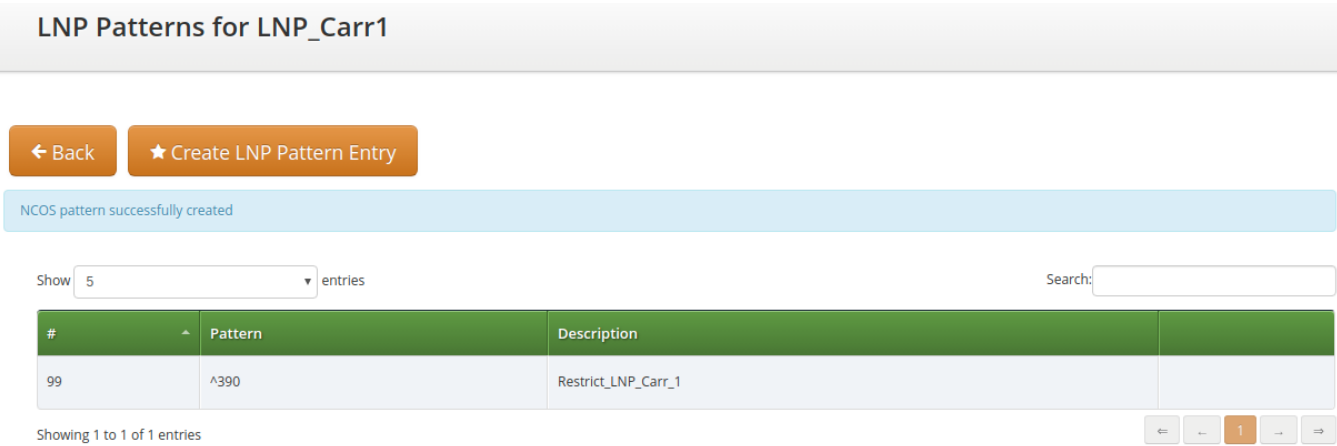 LNP Patterns for LNP_Carr1
← Back ★ Create LNP Pattern Entry
NCOS pattern successfully created
Show 5 entries Search:
# Pattern Description
99 ^390 Restrict_LNP_Carr_1
Showing 1 to 1 of 1 entries ⇐ ← 1 → ⇒